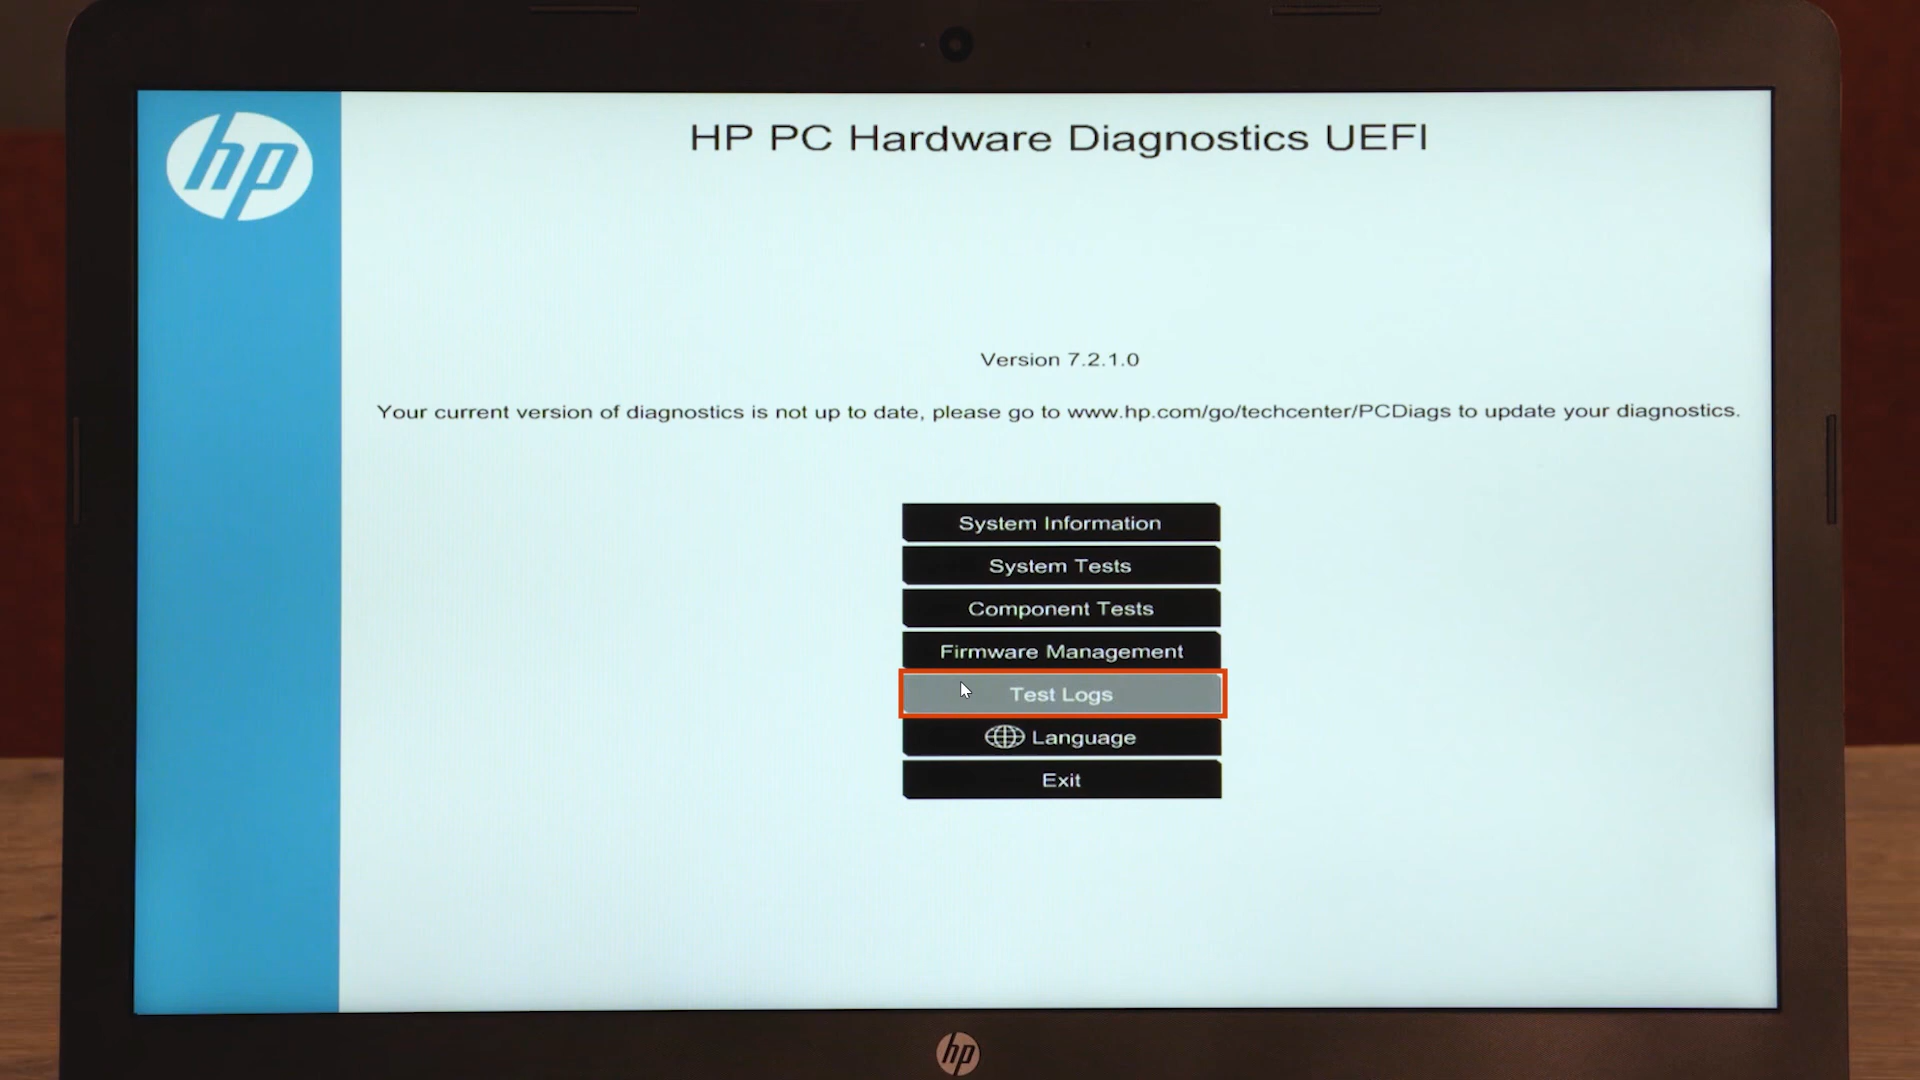 hp
HP PC Hardware Diagnostics UEFI
Version 7.2.1.0
Your current version of diagnostics is not up to date, please go to www.hp.com/go/techcenter/PCDiags to update your diagnostics.
System Information
System Tests
Component Tests
Firmware Management
Test Logs
Language
Exit
hp